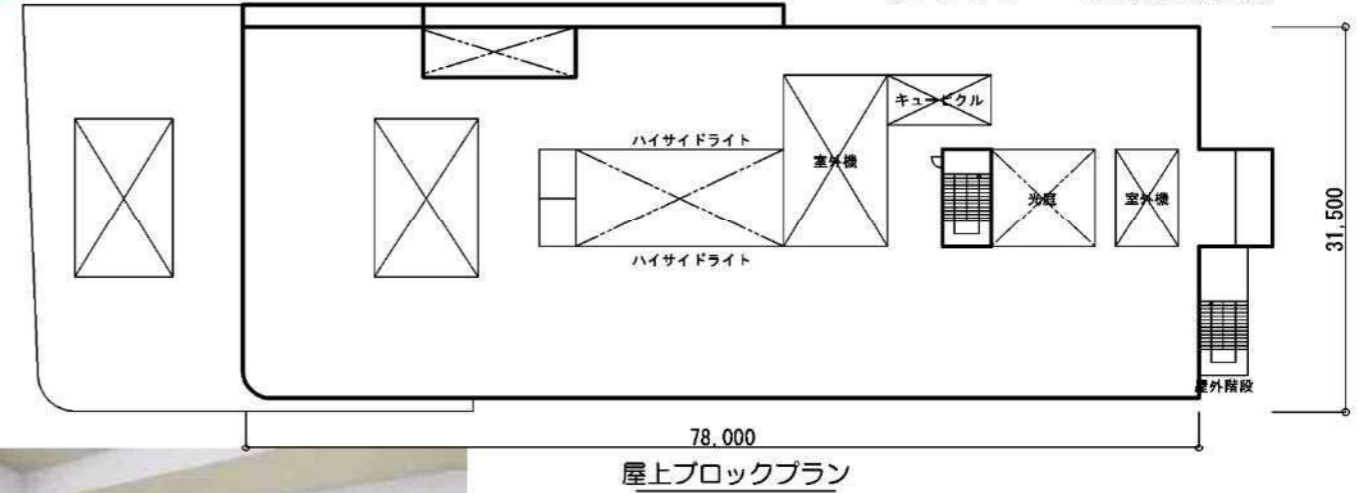 キュービクル
ハイサイドライト
室外機
光庭
室外機
ハイサイドライト
31,500
屋外階段
78,000
屋上ブロックプラン